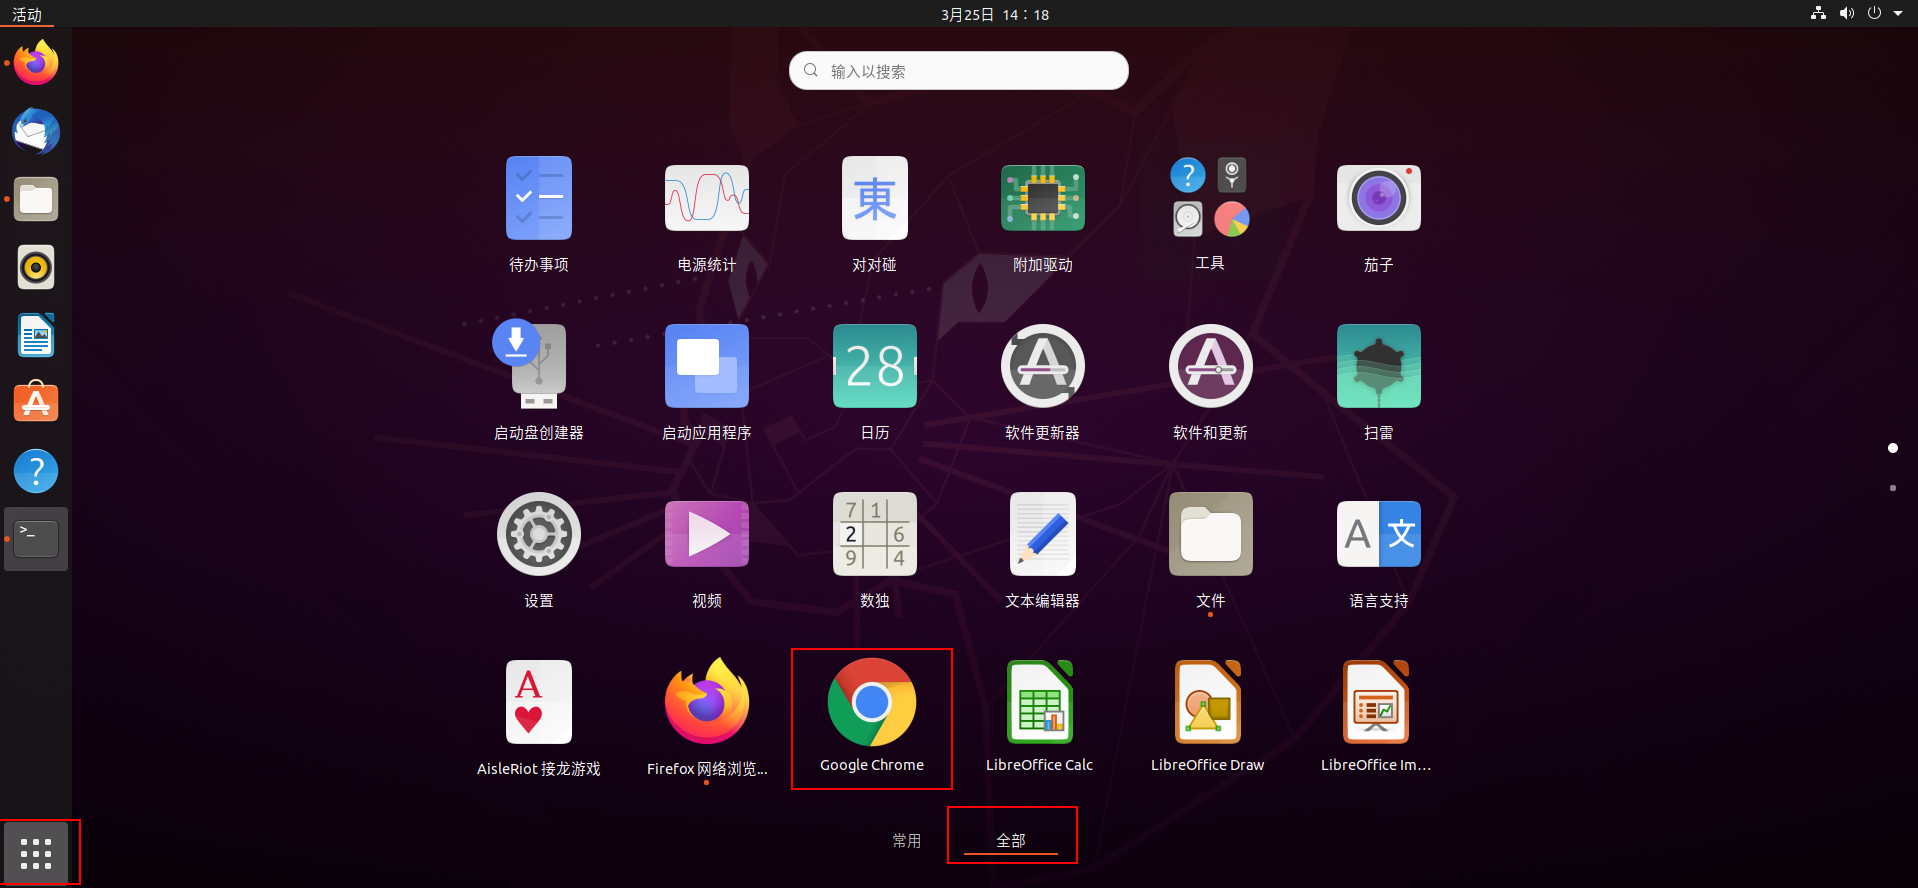 活动
3月25日 14：18
输入以搜索
待办事项
电源统计
東
对对碰
附加驱动
?
工具
茄子
启动盘创建器
启动应用程序
28
日历
软件更新器
软件和更新
扫雷
?
>_
设置
视频
7 1
2 6
9 4
数独
文本编辑器
文件
A 文
语言支持
A
AisleRiot 接龙游戏
Firefox 网络浏览...
Google Chrome
LibreOffice Calc
LibreOffice Draw
LibreOffice Im...
常用
全部